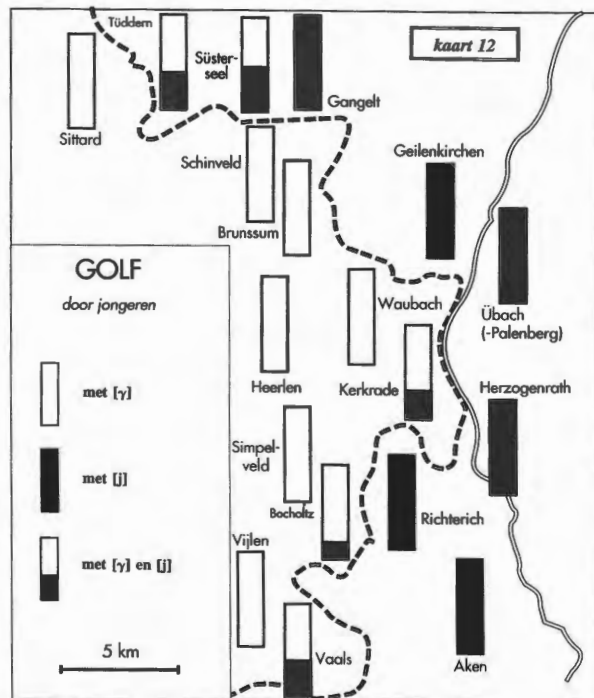 Tüddern
kaart 12
Süster-
seel
Gangelt
Sittard
Schinveld
Geilenkirchen
Brunssum
GOLF
door jongeren
Waubach
Übach
(-Palenberg)
Heerlen
Kerkrade
Herzogenrath
met [γ]
Simpel-
veld
met [j]
Bocholtz
Richterich
Vijlen
met [γ] en [j]
5 km
Vaals
Aken